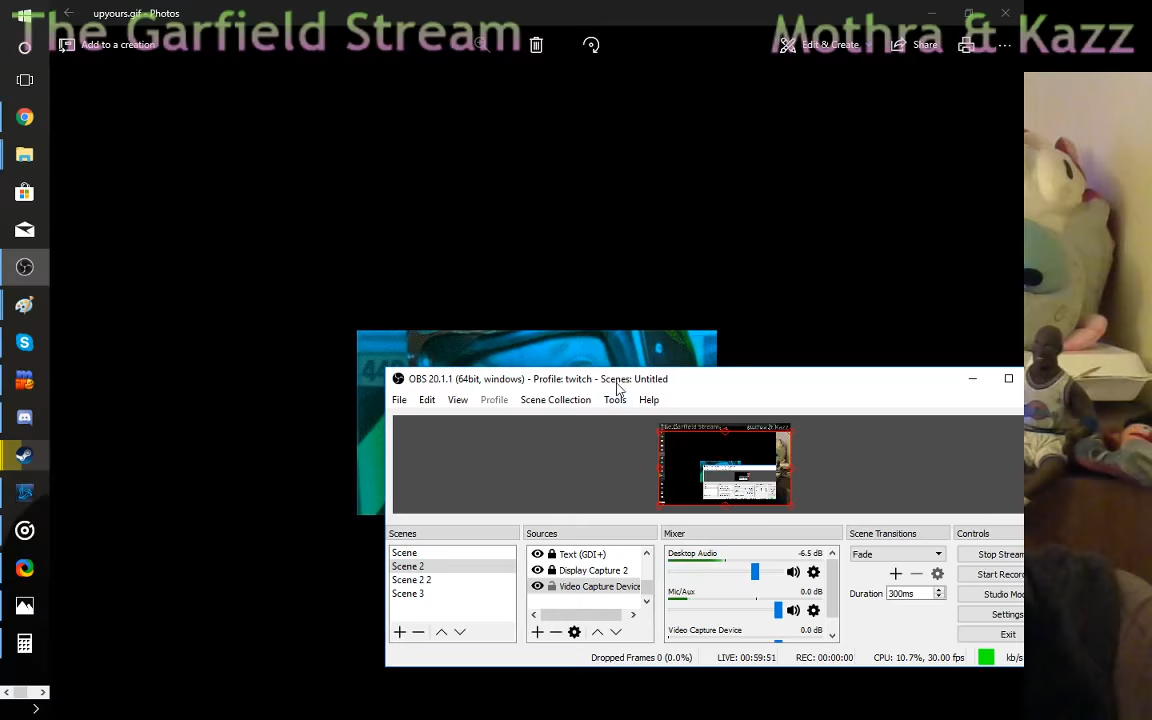 The Garfield Stream
Mothra & Kazz
upyours.gif - Photos
Add to a creation
Edit & Create
Share
OBS 20.1.1 (64bit, windows) - Profile: twitch - Scenes: Untitled
File Edit View Profile Scene Collection Tools Help
Scenes
Sources
Mixer
Scene Transitions
Controls
Scene
Scene 2
Scene 2 2
Scene 3
Text (GDI+)
Display Capture 2
Video Capture Device
Desktop Audio -6.5 dB
Mic/Aux 0.0 dB
Video Capture Device 0.0 dB
Fade
Duration 300ms
Stop Stream
Start Record
Studio Mo
Settings
Exit
Dropped Frames 0 (0.0%) LIVE: 00:59:51 REC: 00:00:00 CPU: 10.7%, 30.00 fps kb/s